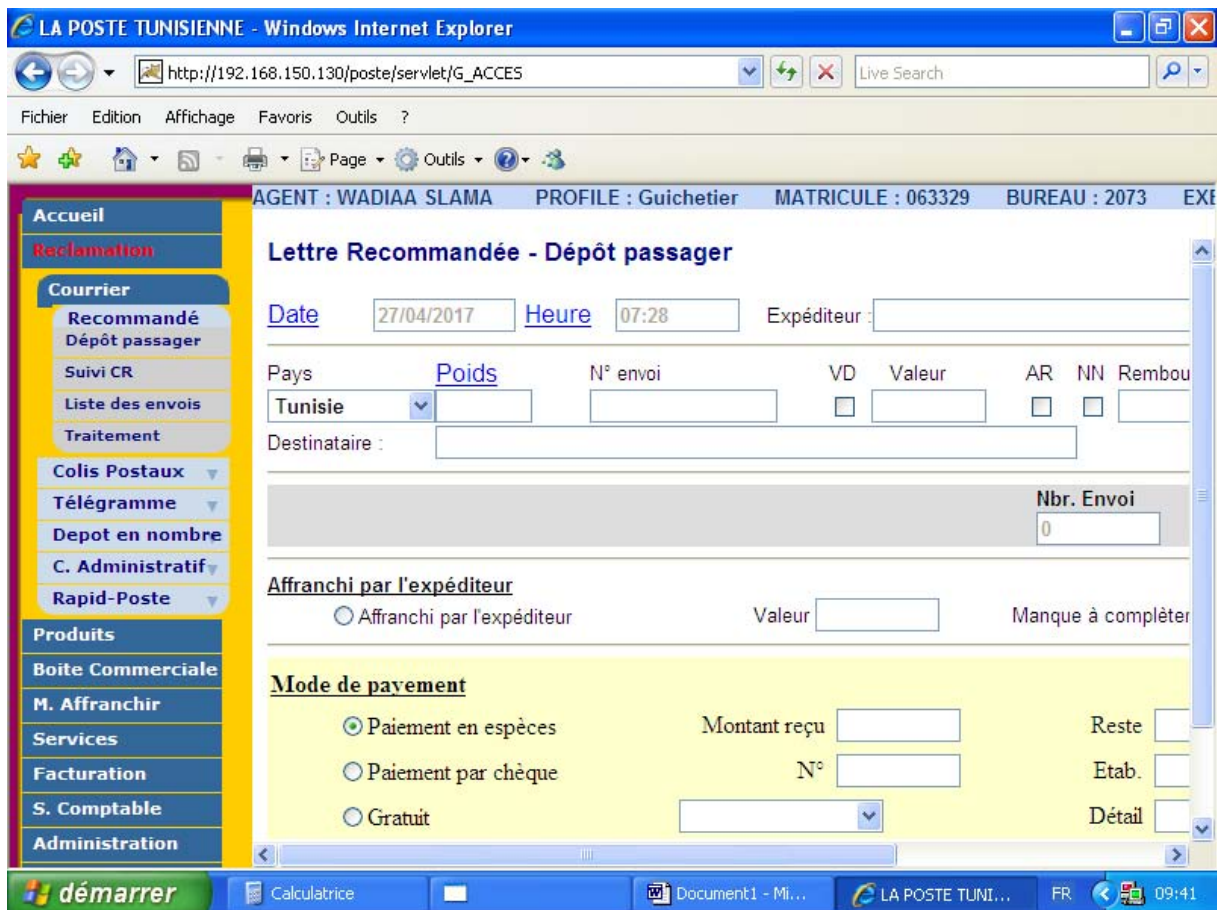 LA POSTE TUNISIENNE - Windows Internet Explorer
http://192.168.150.130/poste/servlet/G_ACCES Live Search
Fichier Edition Affichage Favoris Outils ?
Page Outils
AGENT : WADIAA SLAMA PROFILE : Guichetier MATRICULE : 063329 BUREAU : 2073 EXE
Accueil
Reclamation
Courrier
Recommandé
Dépôt passager
Suivi CR
Liste des envois
Traitement
Colis Postaux
Télégramme
Depot en nombre
C. Administratif
Rapid-Poste
Produits
Boite Commerciale
M. Affranchir
Services
Facturation
S. Comptable
Administration
Lettre Recommandée - Dépôt passager
Date 27/04/2017 Heure 07:28 Expéditeur :
Pays Poids N° envoi VD Valeur AR NN Rembou
Tunisie
Destinataire :
Nbr. Envoi
0
Affranchi par l'expéditeur
Affranchi par l'expéditeur Valeur Manque à complèter
Mode de payement
Paiement en espèces Montant reçu Reste
Paiement par chèque N° Etab.
Gratuit Détail
démarrer Calculatrice Document1 - Mi... LA POSTE TUNI... FR 09:41